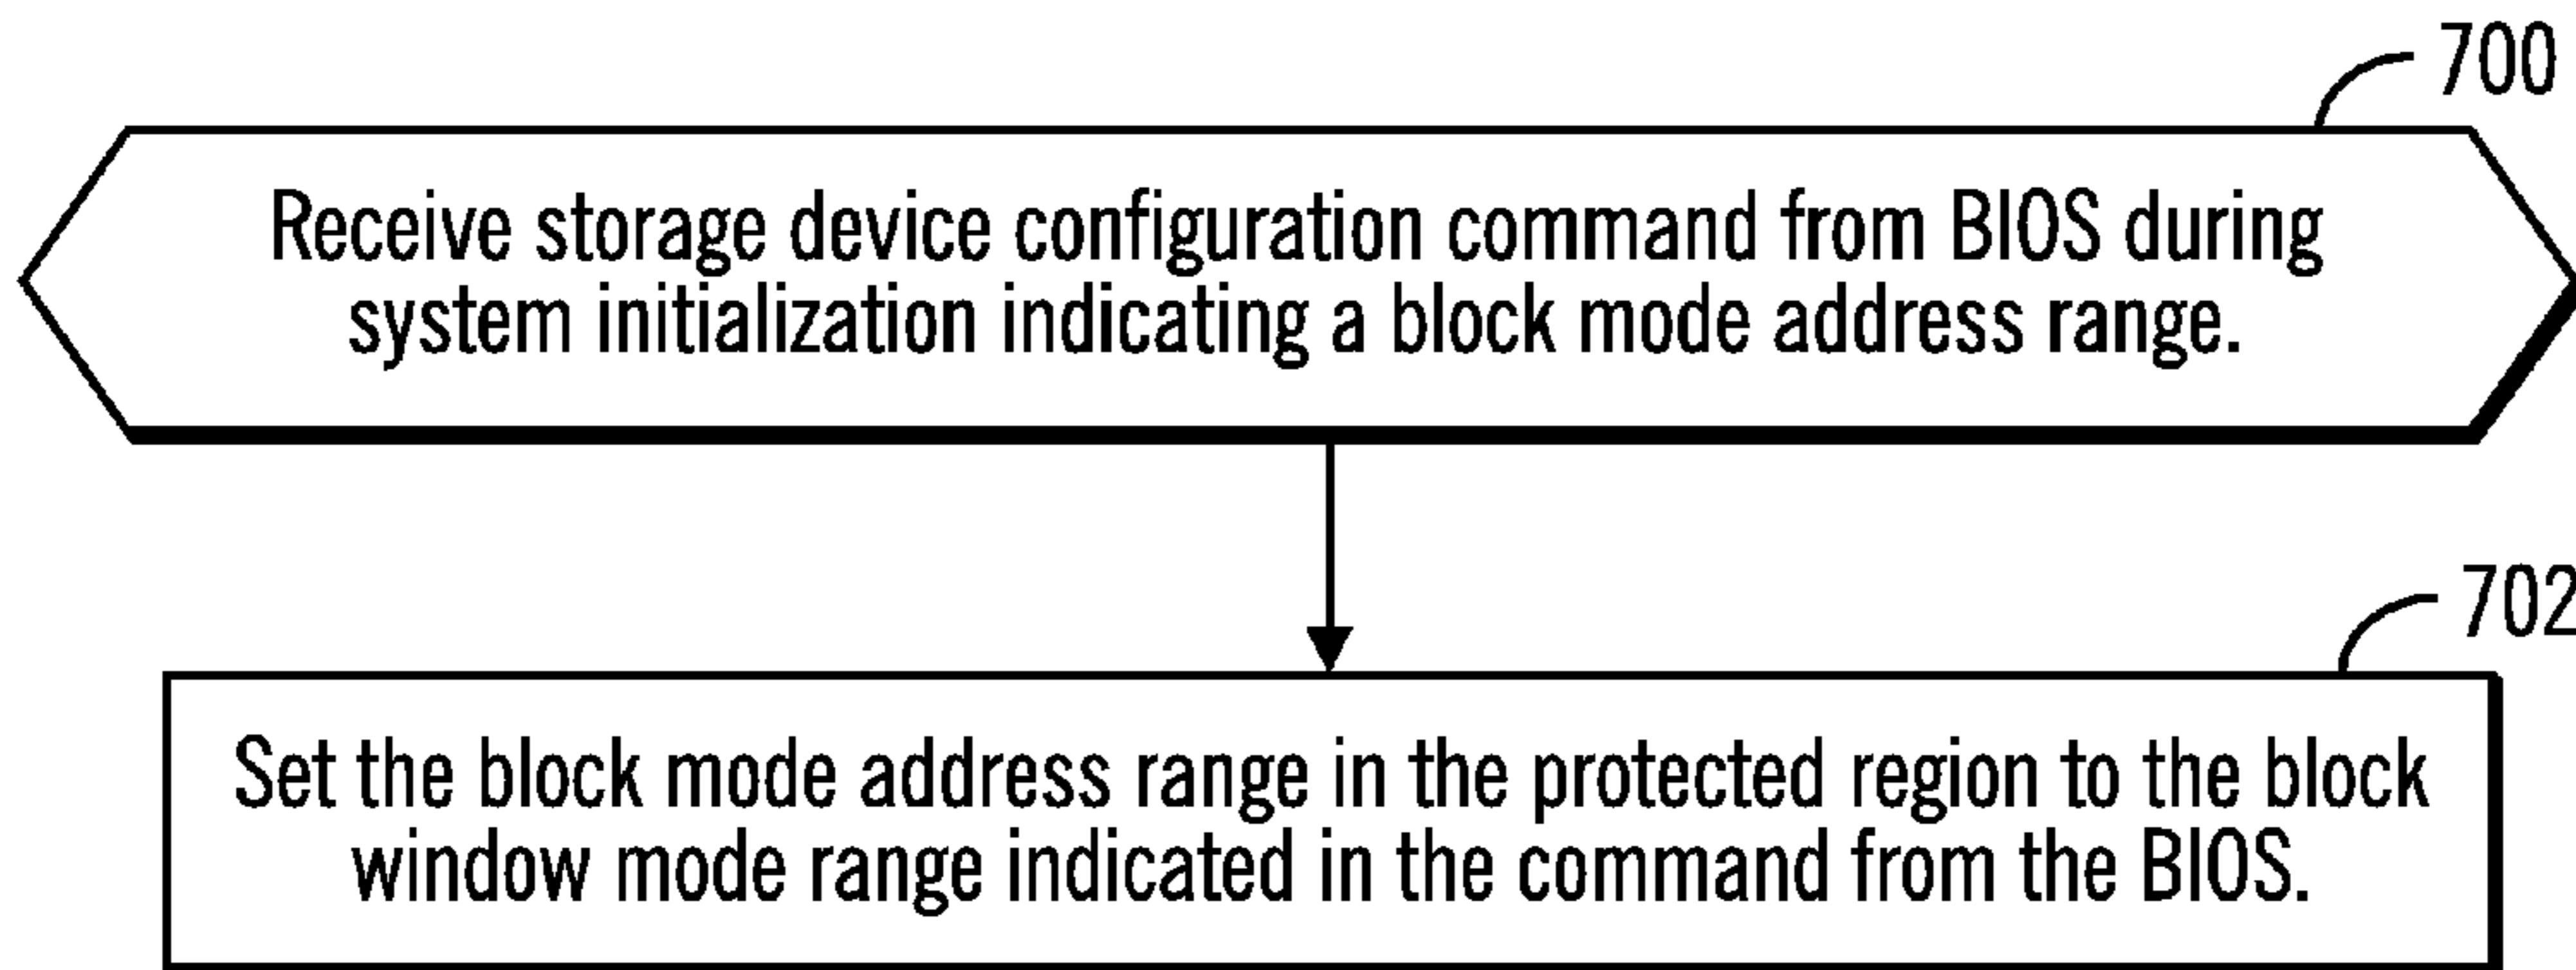 700
Receive storage device configuration command from BIOS during
system initialization indicating a block mode address range.
702
Set the block mode address range in the protected region to the block
window mode range indicated in the command from the BIOS.